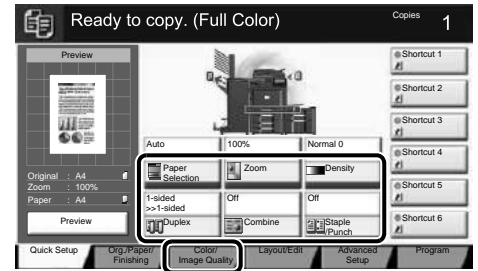 Ready to copy. (Full Color)
Copies 1
Preview
Original : A4
Zoom : 100%
Paper : A4
Preview
Auto
100%
Normal 0
Paper
Selection
Zoom
Density
1-sided
>>1-sided
Off
Off
Duplex
Combine
Staple
/Punch
Shortcut 1
Shortcut 2
Shortcut 3
Shortcut 4
Shortcut 5
Shortcut 6
Quick Setup
Org./Paper/
Finishing
Color/
Image Quality
Layout/Edit
Advanced
Setup
Program